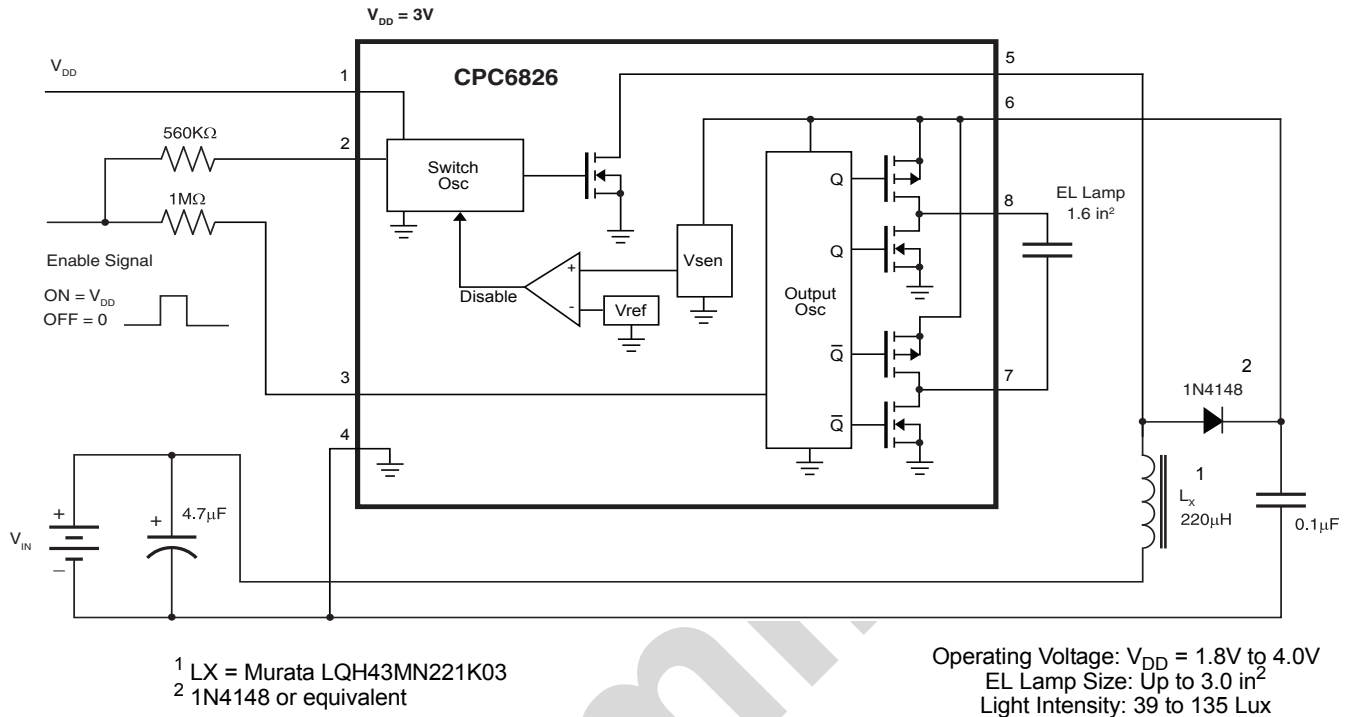 V_DD = 3V
V_DD
1
CPC6826
5
6
560KΩ
2
Switch
Osc
1MΩ
Q
8
EL Lamp
1.6 in²
Enable Signal
ON = V_DD
OFF = 0
Vsen
+
-
Disable
Vref
Q
Output
Osc
Q̅
7
3
Q̅
2
1N4148
4
1
L_X
220µH
+
4.7µF
+
V_IN
–
0.1µF
1 LX = Murata LQH43MN221K03
2 1N4148 or equivalent
Operating Voltage: V_DD = 1.8V to 4.0V
EL Lamp Size: Up to 3.0 in²
Light Intensity: 39 to 135 Lux